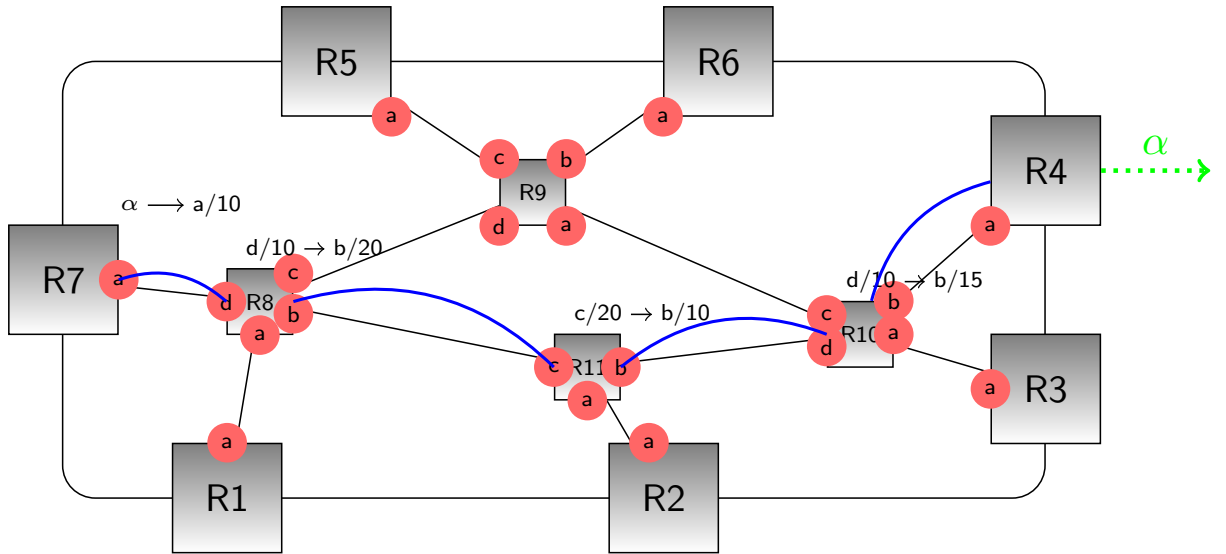 R5
a
R6
a
c
b
R9
d
a
R4
a
α
α ⟶ a/10
R7
a
d/10 → b/20
c
d
R8
b
a
c/20 → b/10
c
R11
b
a
d/10 → b/15
c
b
R10
d
a
a
R3
a
R1
a
R2